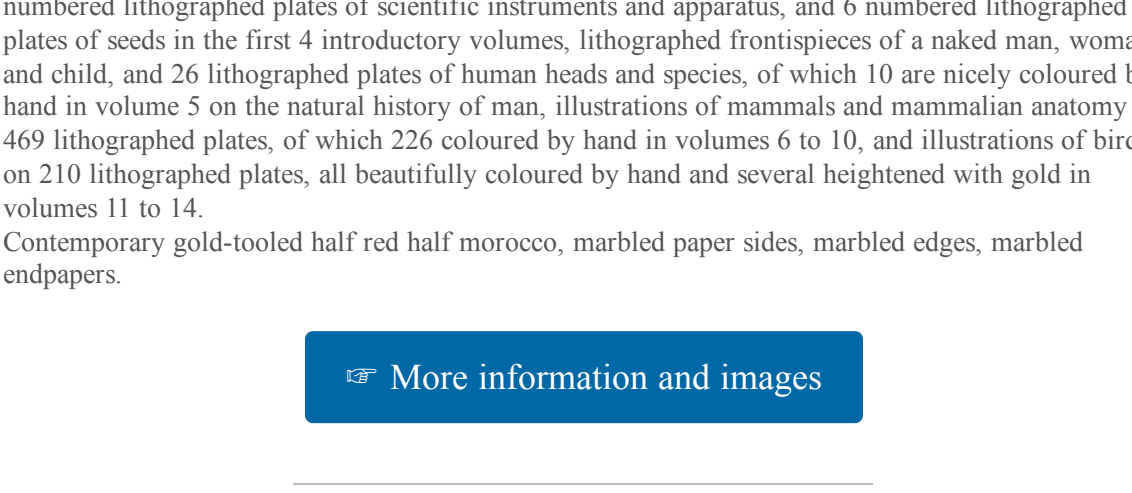 numbered lithographed plates of scientific instruments and apparatus, and 6 numbered lithographed
plates of seeds in the first 4 introductory volumes, lithographed frontispieces of a naked man, woma
and child, and 26 lithographed plates of human heads and species, of which 10 are nicely coloured b
hand in volume 5 on the natural history of man, illustrations of mammals and mammalian anatomy
469 lithographed plates, of which 226 coloured by hand in volumes 6 to 10, and illustrations of bird
on 210 lithographed plates, all beautifully coloured by hand and several heightened with gold in
volumes 11 to 14.
Contemporary gold-tooled half red half morocco, marbled paper sides, marbled edges, marbled
endpapers.
☞ More information and images